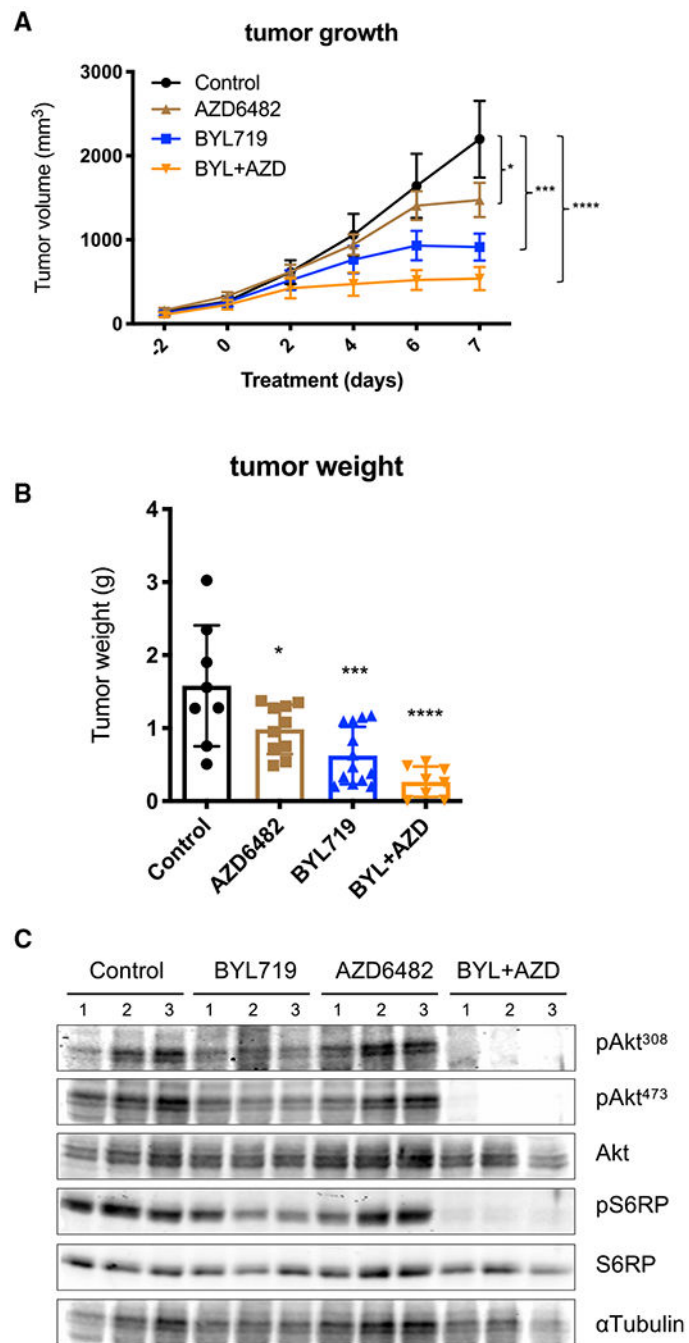 A
tumor growth
Tumor volume (mm³)
3000
2000
1000
0
Control
AZD6482
BYL719
BYL+AZD
*
***
****
-2 0 2 4 6 7
Treatment (days)
tumor weight
B
Tumor weight (g)
4
3
2
1
0
*
***
****
Control AZD6482 BYL719 BYL+AZD
C
Control BYL719 AZD6482 BYL+AZD
1 2 3 1 2 3 1 2 3 1 2 3
pAkt³⁰⁸
pAkt⁴⁷³
Akt
pS6RP
S6RP
αTubulin